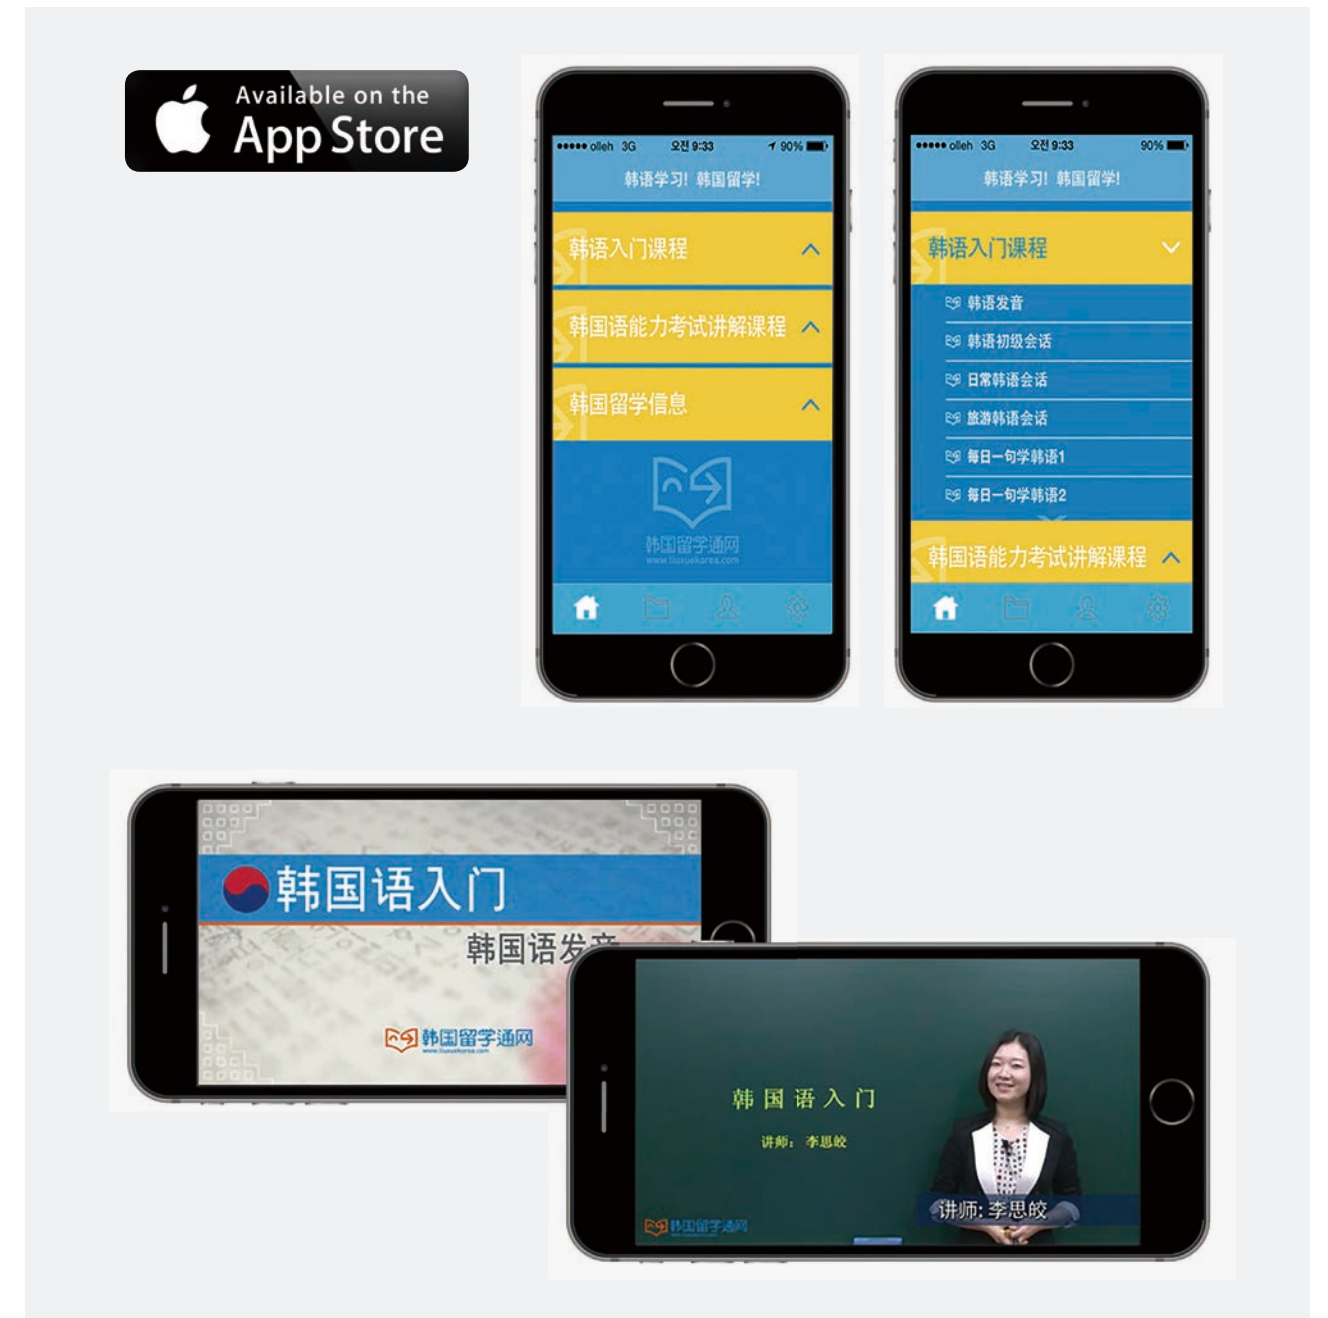 Available on the
App Store
olleh 3G 오전 9:33 90%
韩语学习! 韩国留学!
韩语入门课程
韩国语能力考试讲解课程
韩国留学信息
韩国留学通网
www.liuxuekorea.com
olleh 3G 오전 9:33 90%
韩语学习! 韩国留学!
韩语入门课程
韩语发音
韩语初级会话
日常韩语会话
旅游韩语会话
每日一句学韩语1
每日一句学韩语2
韩国语能力考试讲解课程
韩国语入门
韩国语发音
韩国留学通网
www.liuxuekorea.com
韩国语入门
讲师: 李思皎
讲师: 李思皎
韩国留学通网